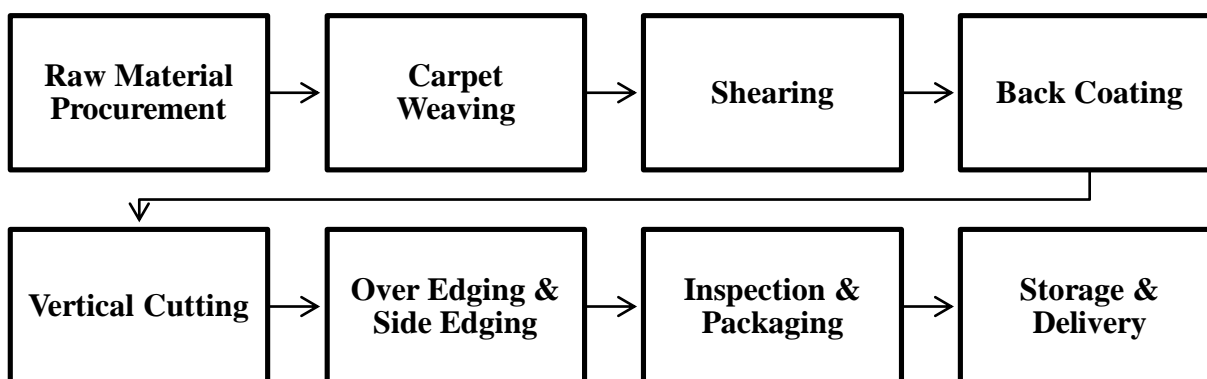 Raw Material
Procurement
Carpet
Weaving
Shearing
Back Coating
Vertical Cutting
Over Edging &
Side Edging
Inspection &
Packaging
Storage &
Delivery